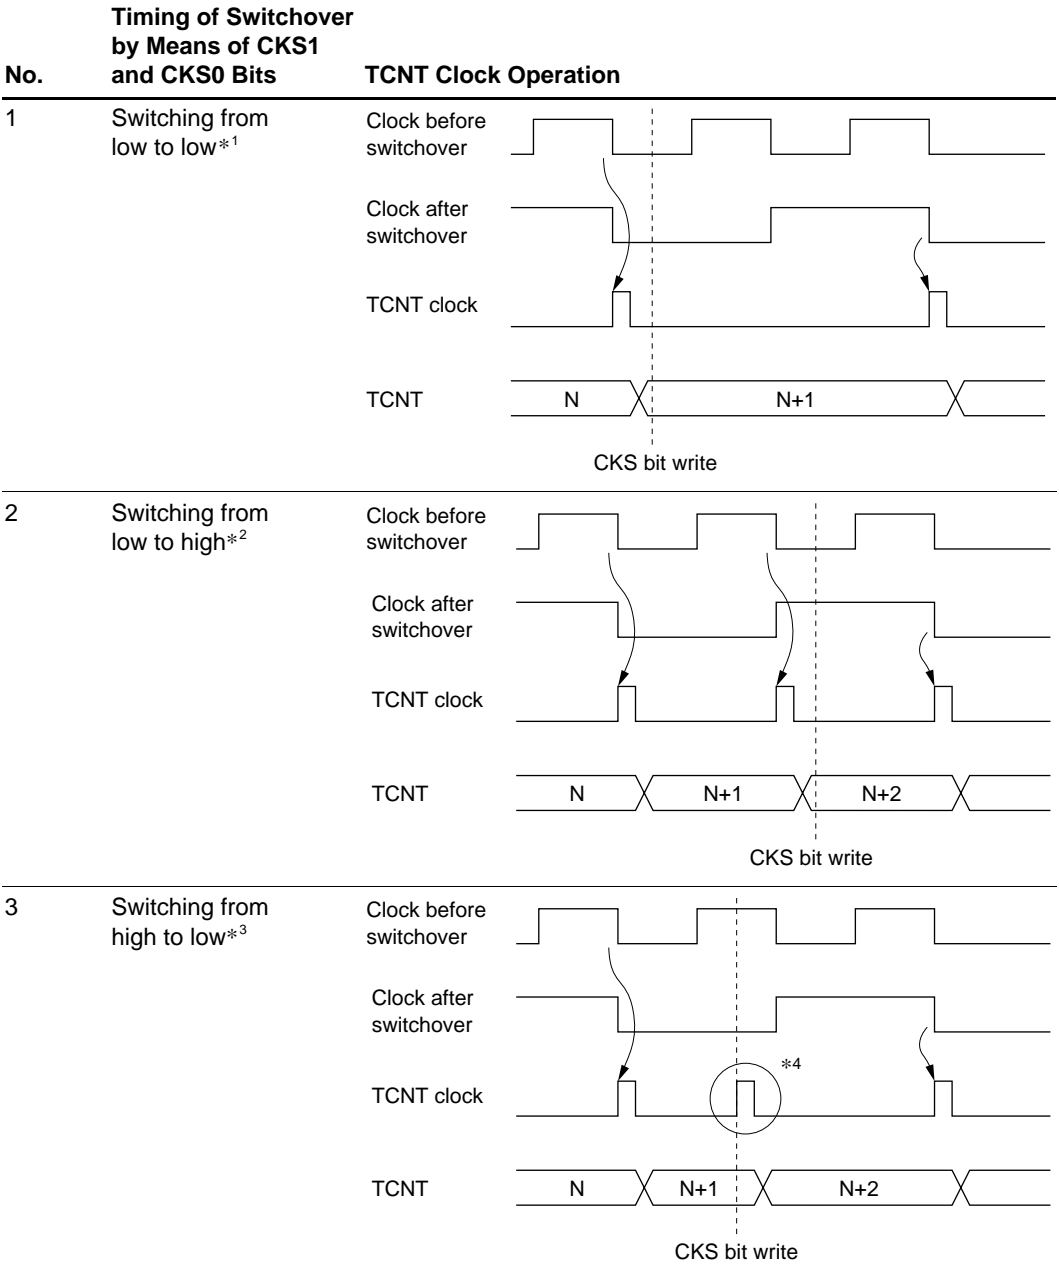 Timing of Switchover
by Means of CKS1
No. and CKS0 Bits TCNT Clock Operation
1 Switching from Clock before
low to low*1 switchover
Clock after
switchover
TCNT clock
TCNT N N+1
CKS bit write
2 Switching from Clock before
low to high*2 switchover
Clock after
switchover
TCNT clock
TCNT N N+1 N+2
CKS bit write
3 Switching from Clock before
high to low*3 switchover
Clock after
switchover
*4
TCNT clock
TCNT N N+1 N+2
CKS bit write